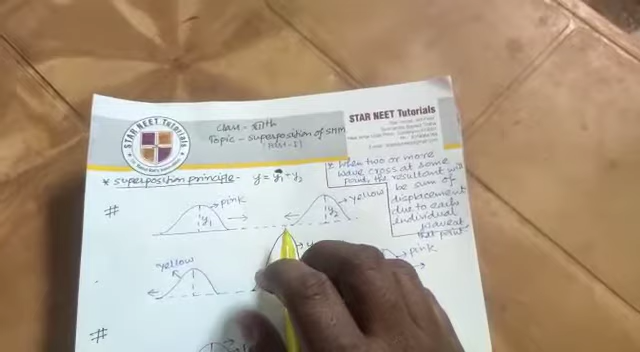 STAR NEET Tutorials
Class - XIIth
Topic - superposition of SHM
(Part-I)
STAR NEET Tutorials
* superposition principle - y = y1 + y2
* When two or more
wave cross at some
point, the resultant will
be sum of
displacement
due to each
individual
wave at
that point
#
pink
y1
yellow
y2
yellow
pink
#